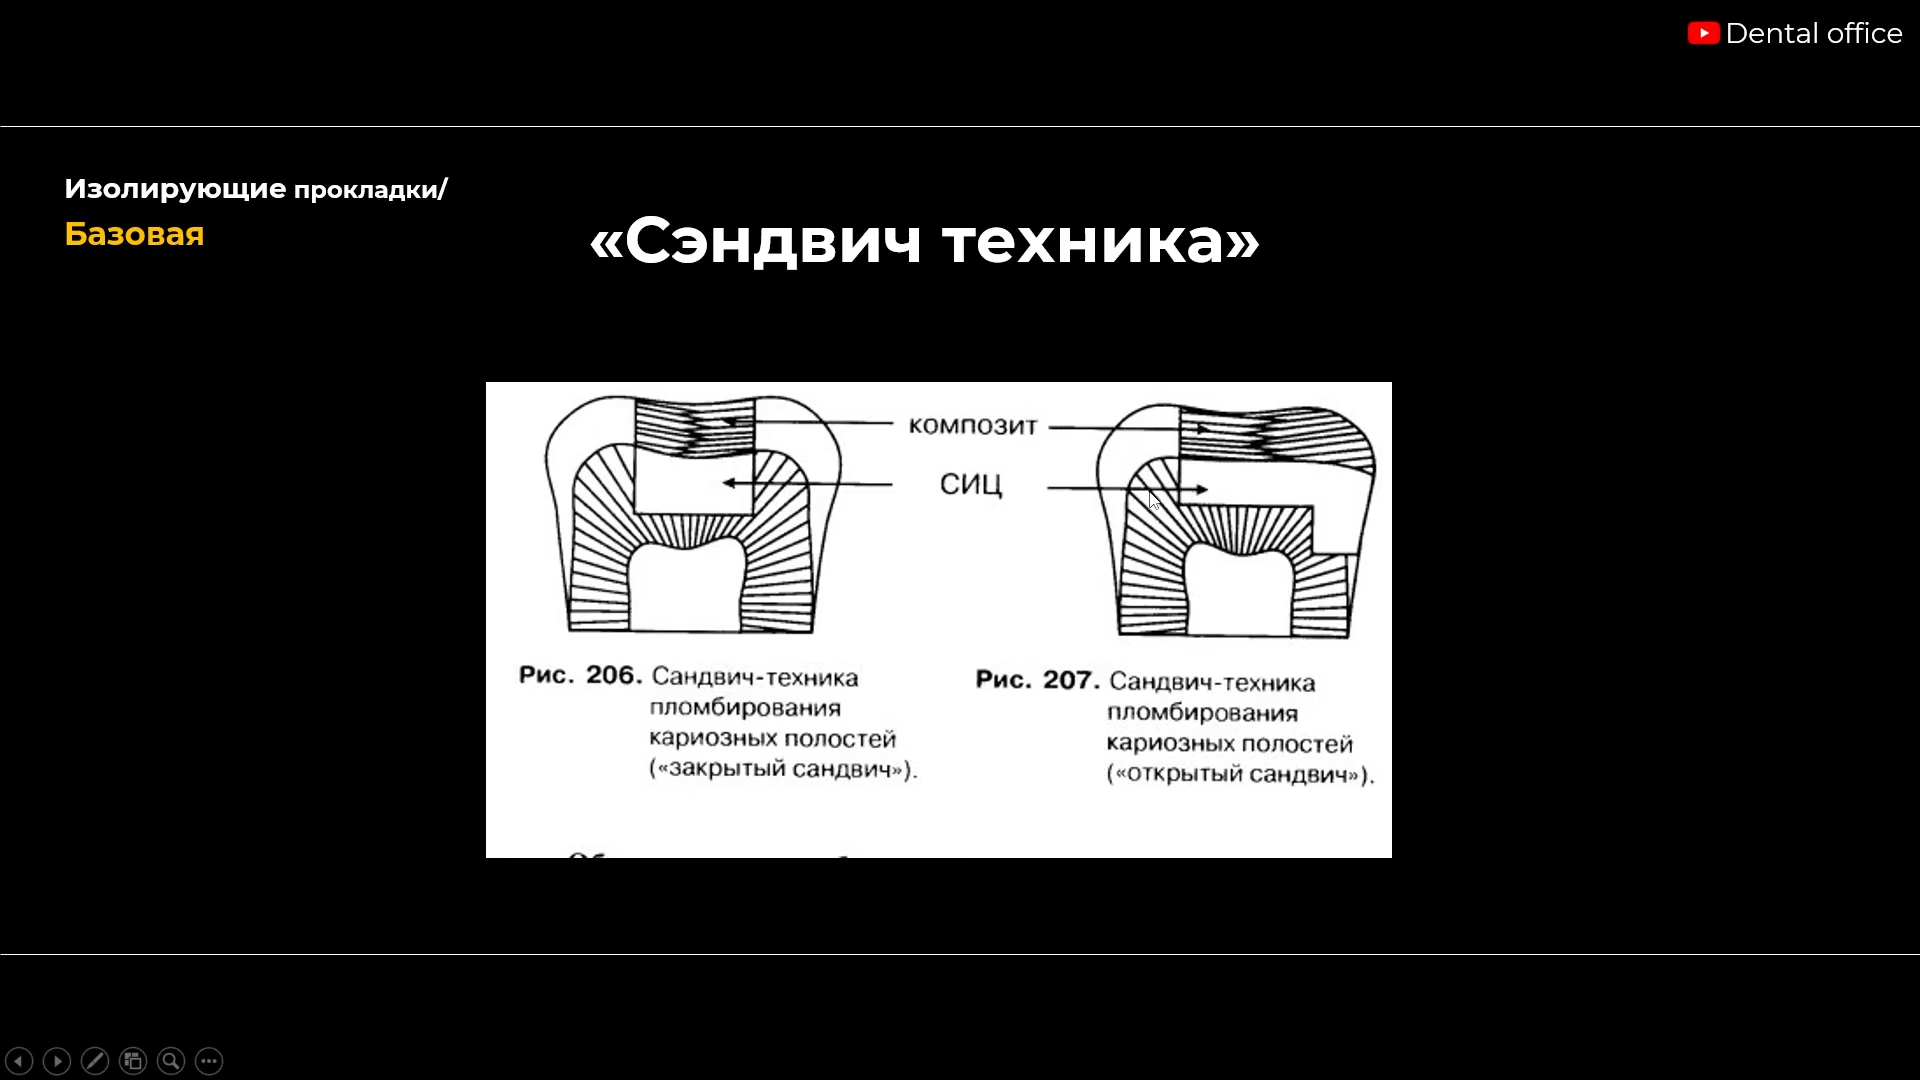 Dental office
Изолирующие прокладки/
Базовая
«Сэндвич техника»
композит
СИЦ
Рис. 206. Сандвич-техника
пломбирования
кариозных полостей
(«закрытый сандвич»).
Рис. 207. Сандвич-техника
пломбирования
кариозных полостей
(«открытый сандвич»).